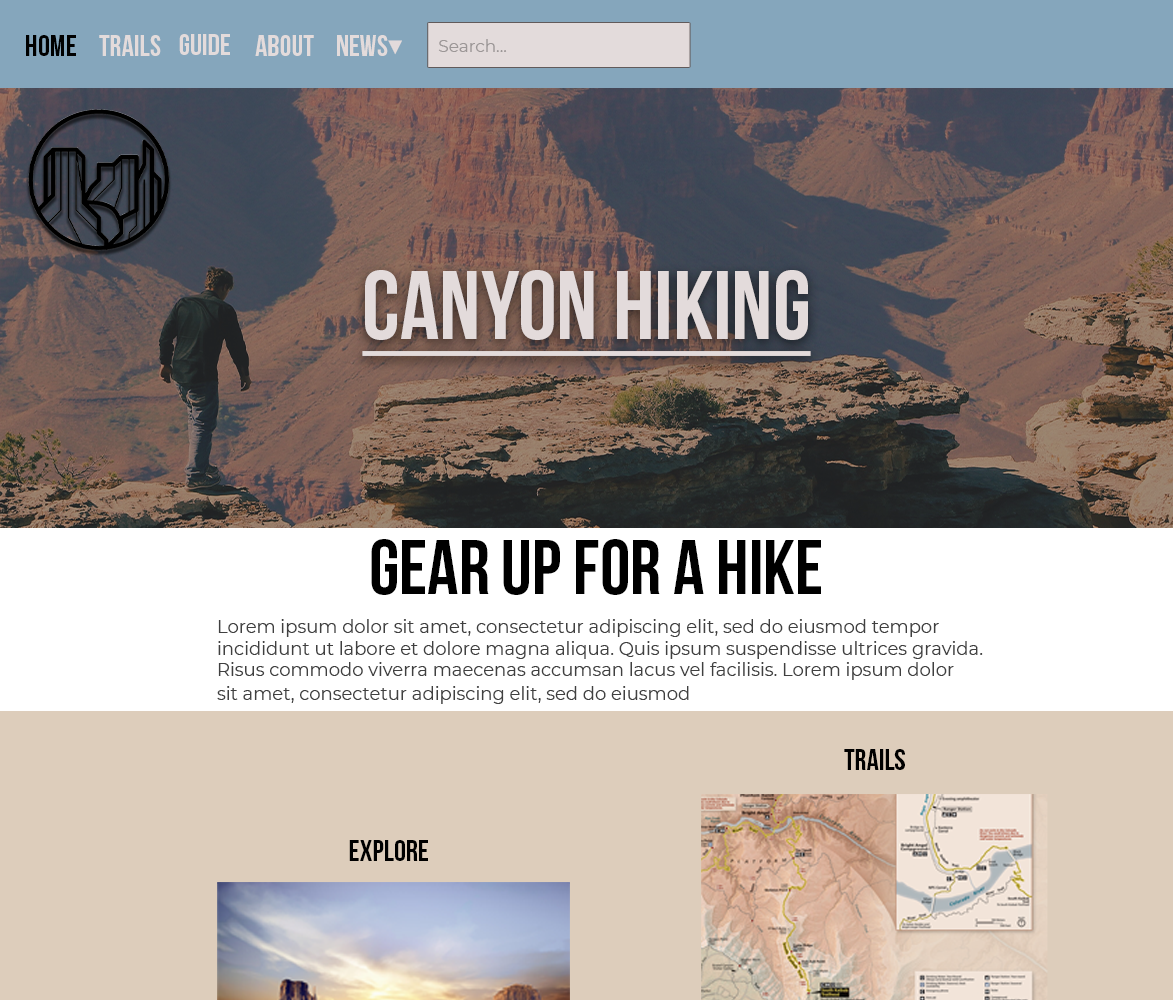 HOME TRAILS GUIDE ABOUT NEWS▾ Search...
CANYON HIKING
GEAR UP FOR A HIKE
Lorem ipsum dolor sit amet, consectetur adipiscing elit, sed do eiusmod tempor
incididunt ut labore et dolore magna aliqua. Quis ipsum suspendisse ultrices gravida.
Risus commodo viverra maecenas accumsan lacus vel facilisis. Lorem ipsum dolor
sit amet, consectetur adipiscing elit, sed do eiusmod
TRAILS
EXPLORE
Colorado River